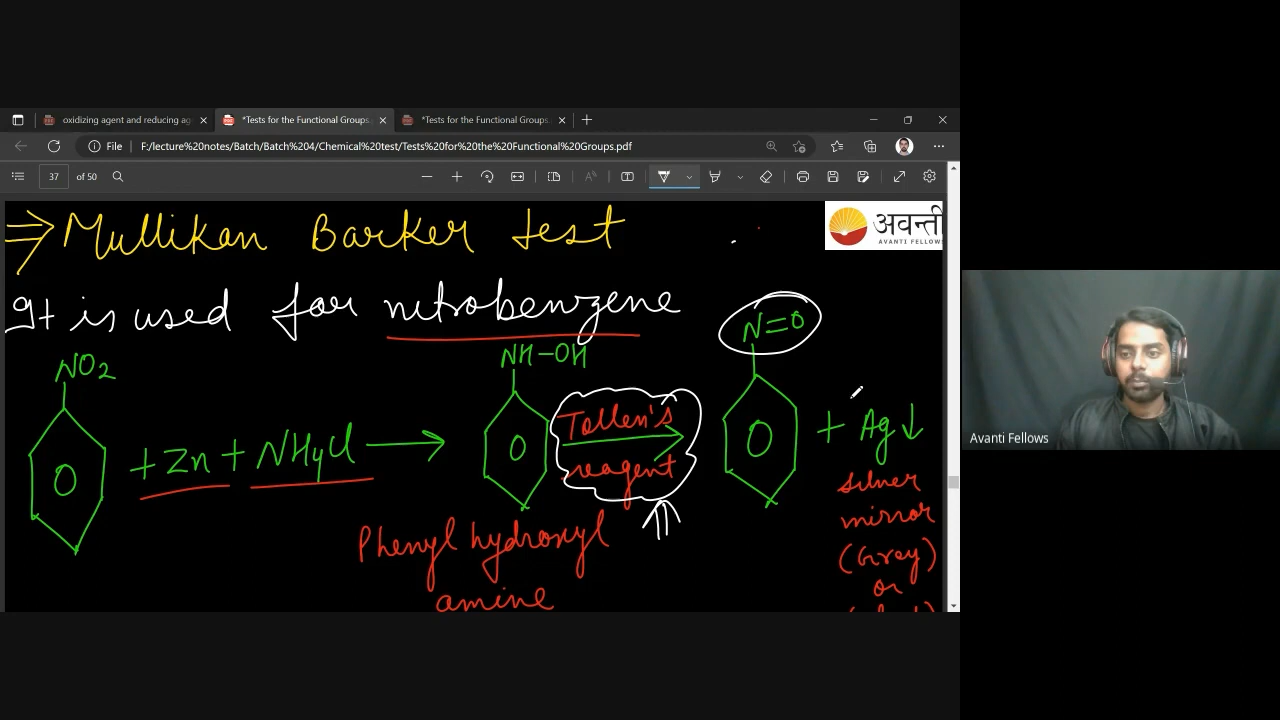 oxidizing agent and reducing ag
*Tests for the Functional Groups.
*Tests for the Functional Groups.
File
F:/lecture%20notes/Batch/Batch%204/Chemical%20test/Tests%20for%20the%20Functional%20Groups.pdf
37 of 50
⇒ Mullikan Barker test
अवन्ती
AVANTI FELLOW
It is used for nitrobenzene
NO2
NH-OH
N=O
+ Zn + NH4Cl →
Tollen's
reagent
+ Ag↓
Silver
mirror
(Grey)
or
Phenyl hydroxyl
amine
Avanti Fellows